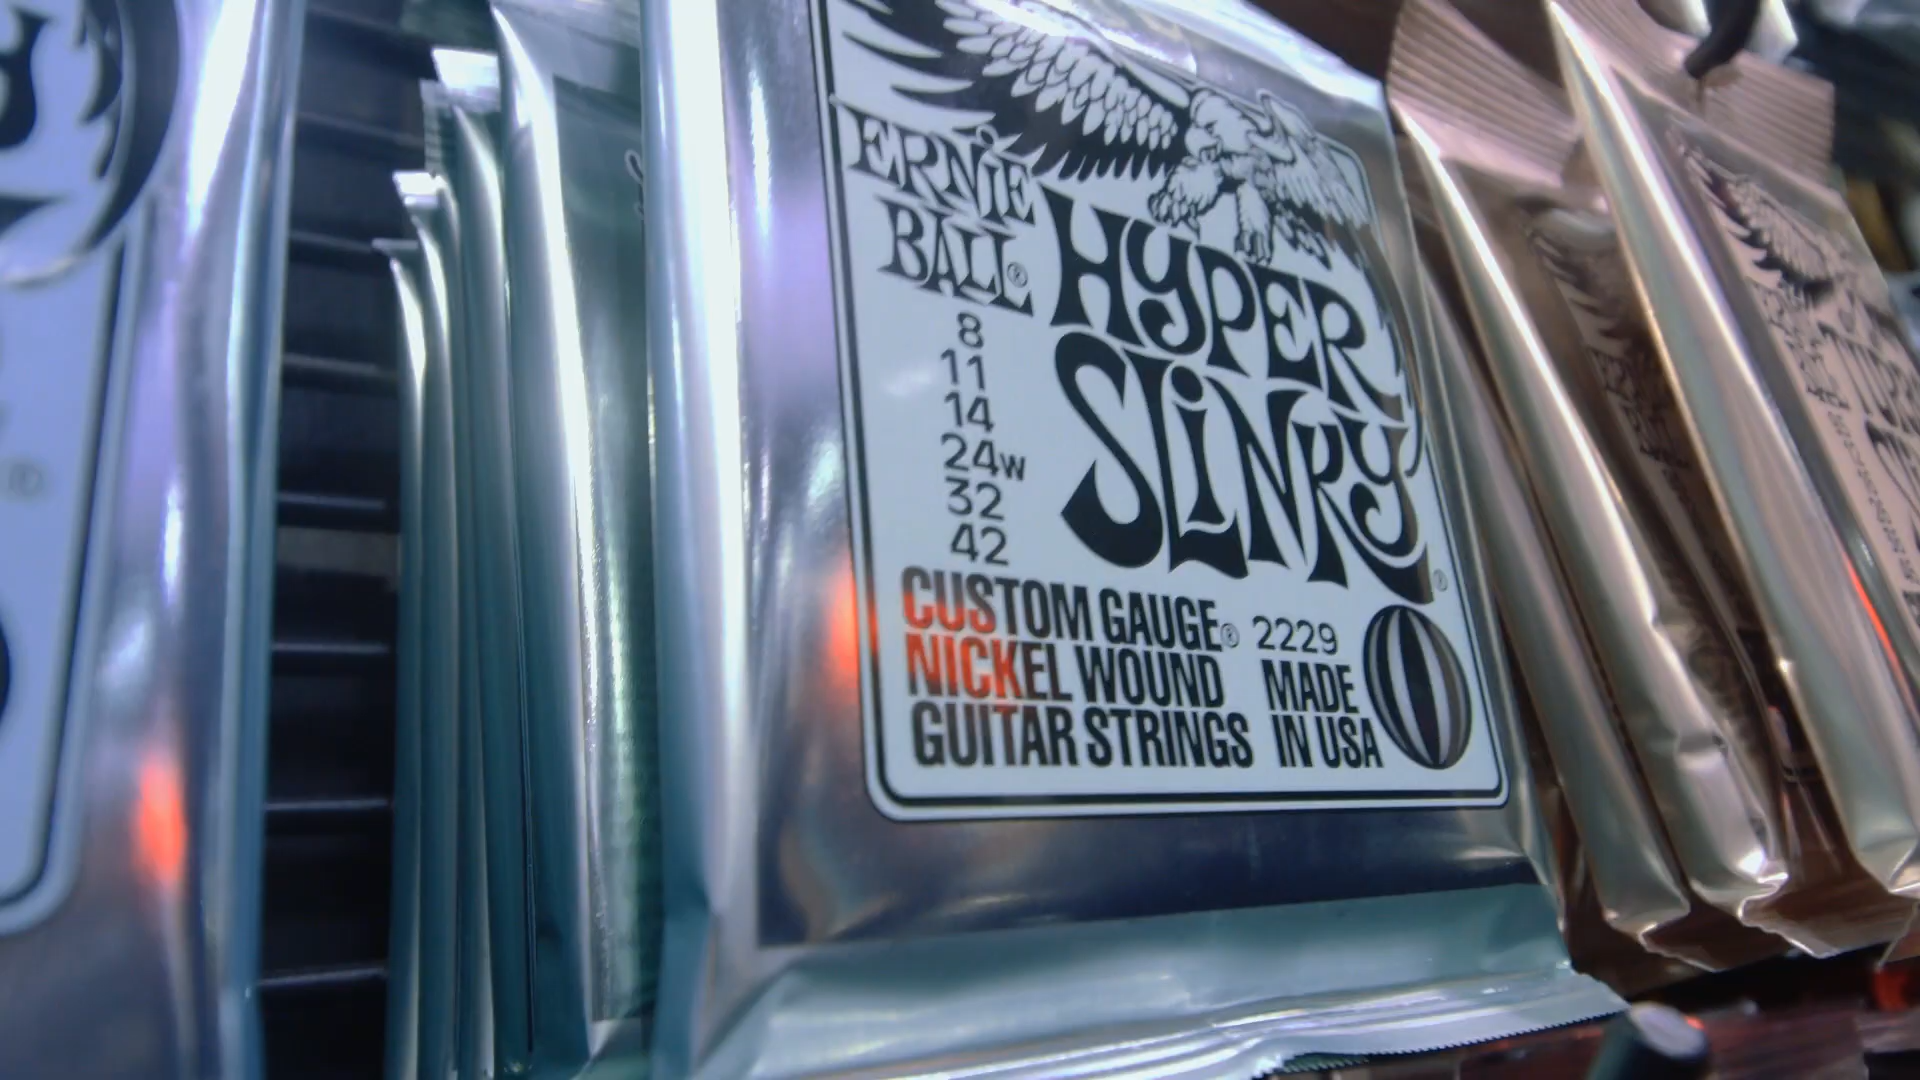 ERNIE
BALL®
HYPER
SLINKY®
8
11
14
24w
32
42
CUSTOM GAUGE® 2229
NICKEL WOUND MADE
GUITAR STRINGS IN USA